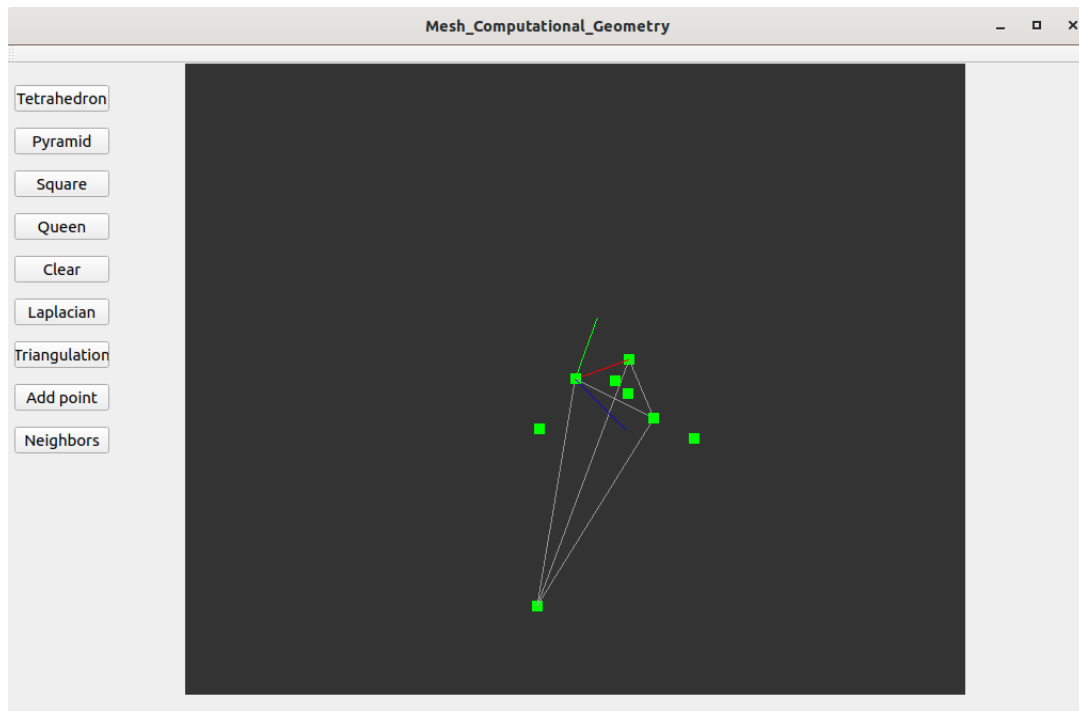 Mesh_Computational_Geometry
Tetrahedron
Pyramid
Square
Queen
Clear
Laplacian
Triangulation
Add point
Neighbors